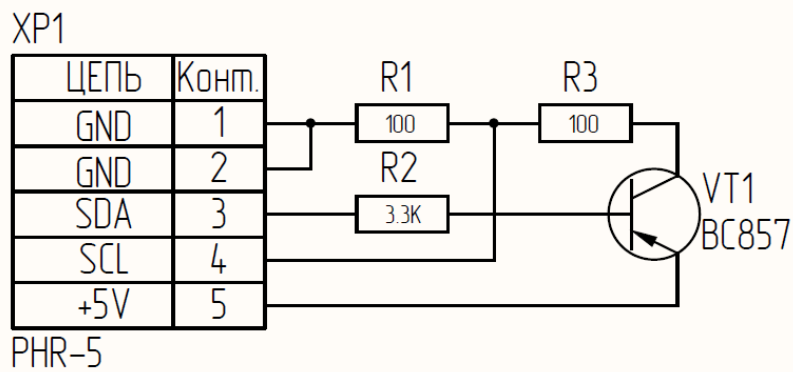 XP1
ЦЕПЬ Конт.
GND 1
GND 2
SDA 3
SCL 4
+5V 5
PHR-5
R1
100
R2
3.3K
R3
100
VT1
BC857